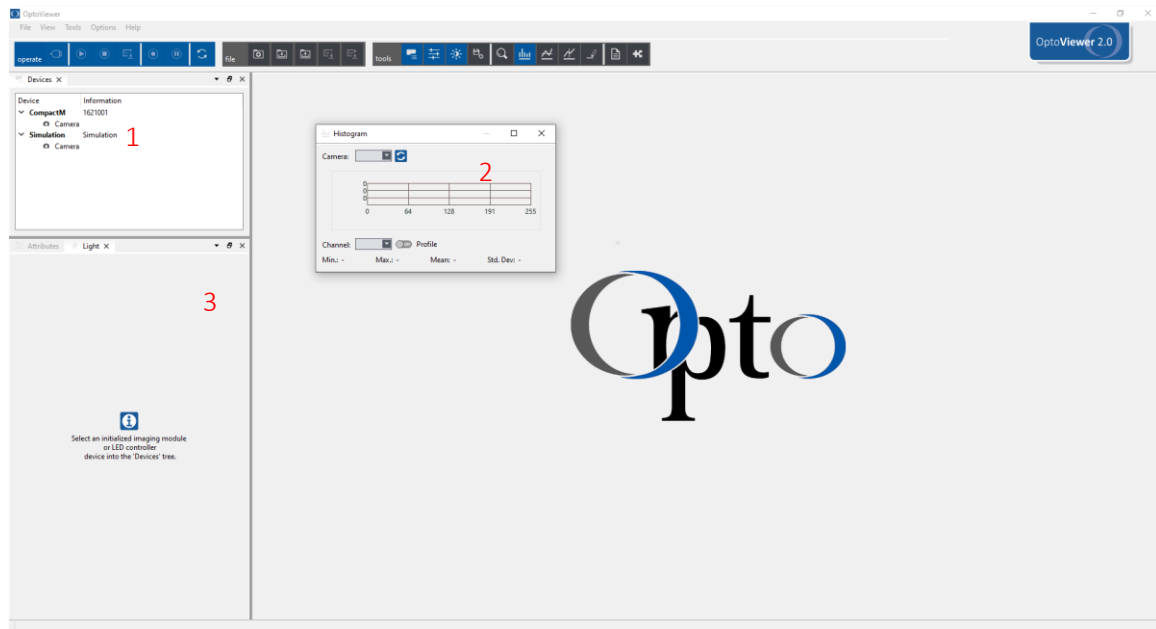 OptoViewer
File View Tools Options Help
OptoViewer 2.0
operate
file
tools
Devices
Device Information
CompactM 1621001
Camera
Simulation Simulation
Camera
1
Histogram
Camera:
2
0
0
0
0 64 128 191 255
Channel: Profile
Min.: - Max.: - Mean: - Std. Dev: -
Attributes Light
3
Select an initialized imaging module
or LED controller
device into the 'Devices' tree.
Opto